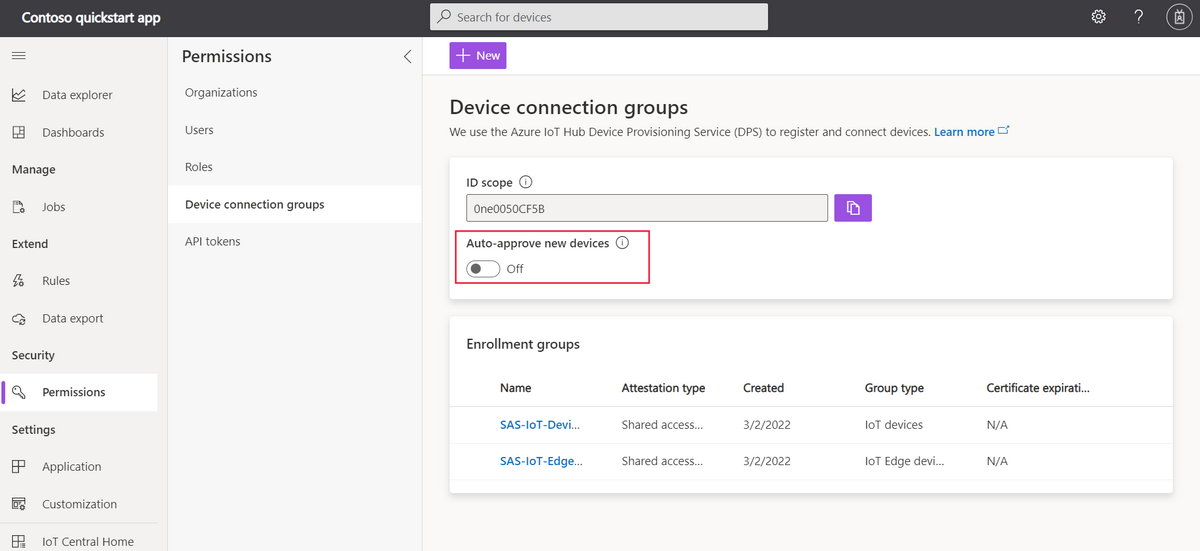 Contoso quickstart app
Search for devices
?
Data explorer
Dashboards
Manage
Jobs
Extend
Rules
Data export
Security
Permissions
Settings
Application
Customization
IoT Central Home
Permissions
Organizations
Users
Roles
Device connection groups
API tokens
New
Device connection groups
We use the Azure IoT Hub Device Provisioning Service (DPS) to register and connect devices. Learn more
ID scope
0ne0050CF5B
Auto-approve new devices
Off
Enrollment groups
Name Attestation type Created Group type Certificate expirati...
SAS-IoT-Devi... Shared access... 3/2/2022 IoT devices N/A
SAS-IoT-Edge... Shared access... 3/2/2022 IoT Edge devi... N/A